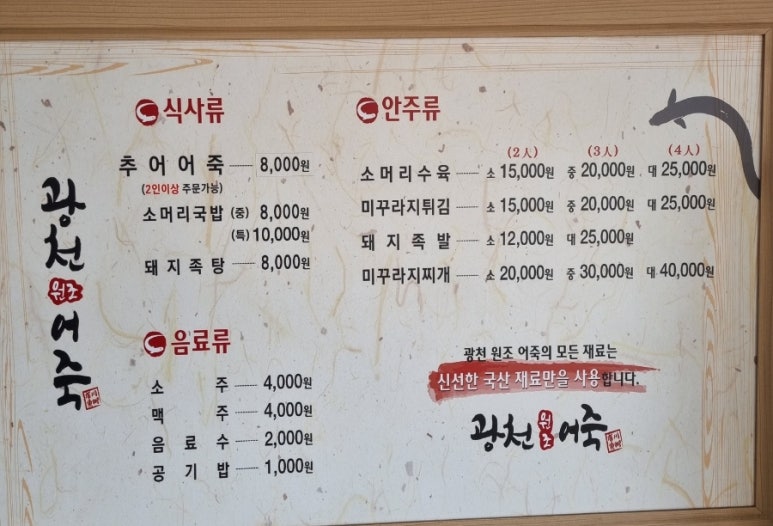 광천 원조 어죽
식사류
추어어죽 8,000원
(2인이상 주문가능)
소머리국밥 (중) 8,000원
(특) 10,000원
돼지족탕 8,000원
음료류
소주 4,000원
맥주 4,000원
음료수 2,000원
공기밥 1,000원
안주류
(2人) (3人) (4人)
소머리수육 소 15,000원 중 20,000원 대 25,000원
미꾸라지튀김 소 15,000원 중 20,000원 대 25,000원
돼지족발 소 12,000원 대 25,000원
미꾸라지찌개 소 20,000원 중 30,000원 대 40,000원
광천 원조 어죽의 모든 재료는
신선한 국산 재료만을 사용합니다.
광천 원조 어죽